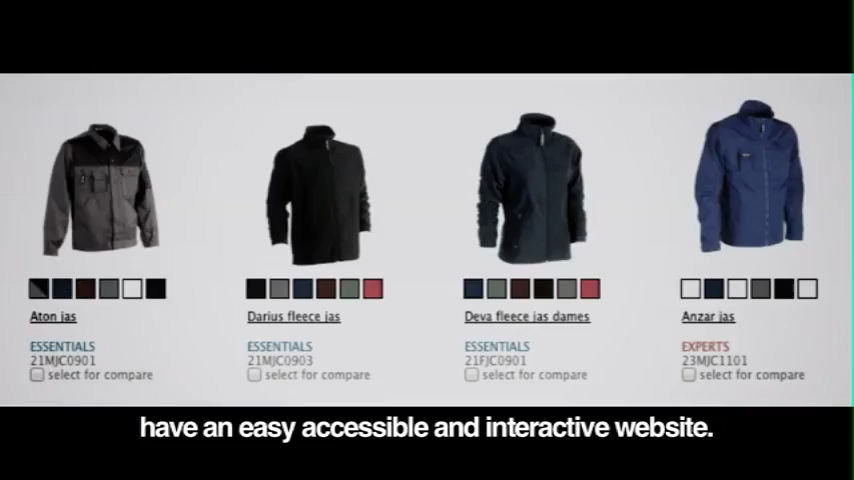 Aton jas
Darius fleece jas
Deva fleece jas dames
Anzar jas
ESSENTIALS
21MJC0901
select for compare
ESSENTIALS
21MJC0903
select for compare
ESSENTIALS
21FJC0901
select for compare
EXPERTS
23MJC1101
select for compare
have an easy accessible and interactive website.